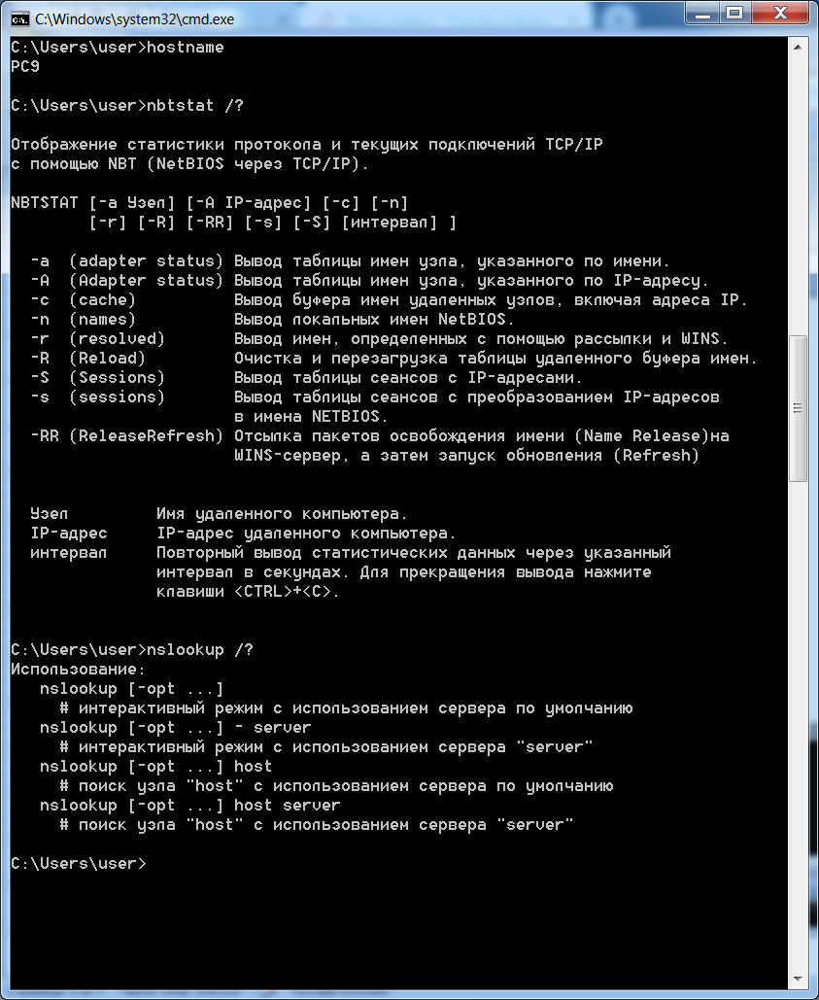 C:\Windows\system32\cmd.exe
C:\Users\user>hostname
PC9
C:\Users\user>nbtstat /?
Отображение статистики протокола и текущих подключений TCP/IP
с помощью NBT (NetBIOS через TCP/IP).
NBTSTAT [-a Узел] [-A IP-адрес] [-c] [-n]
[-r] [-R] [-RR] [-s] [-S] [интервал] ]
-a (adapter status) Вывод таблицы имен узла, указанного по имени.
-A (Adapter status) Вывод таблицы имен узла, указанного по IP-адресу.
-c (cache) Вывод буфера имен удаленных узлов, включая адреса IP.
-n (names) Вывод локальных имен NetBIOS.
-r (resolved) Вывод имен, определенных с помощью рассылки и WINS.
-R (Reload) Очистка и перезагрузка таблицы удаленного буфера имен.
-S (Sessions) Вывод таблицы сеансов с IP-адресами.
-s (sessions) Вывод таблицы сеансов с преобразованием IP-адресов
в имена NETBIOS.
-RR (ReleaseRefresh) Отсылка пакетов освобождения имени (Name Release)на
WINS-сервер, а затем запуск обновления (Refresh)
Узел Имя удаленного компьютера.
IP-адрес IP-адрес удаленного компьютера.
интервал Повторный вывод статистических данных через указанный
интервал в секундах. Для прекращения вывода нажмите
клавиши <CTRL>+<C>.
C:\Users\user>nslookup /?
Использование:
nslookup [-opt ...]
# интерактивный режим с использованием сервера по умолчанию
nslookup [-opt ...] - server
# интерактивный режим с использованием сервера "server"
nslookup [-opt ...] host
# поиск узла "host" с использованием сервера по умолчанию
nslookup [-opt ...] host server
# поиск узла "host" с использованием сервера "server"
C:\Users\user>